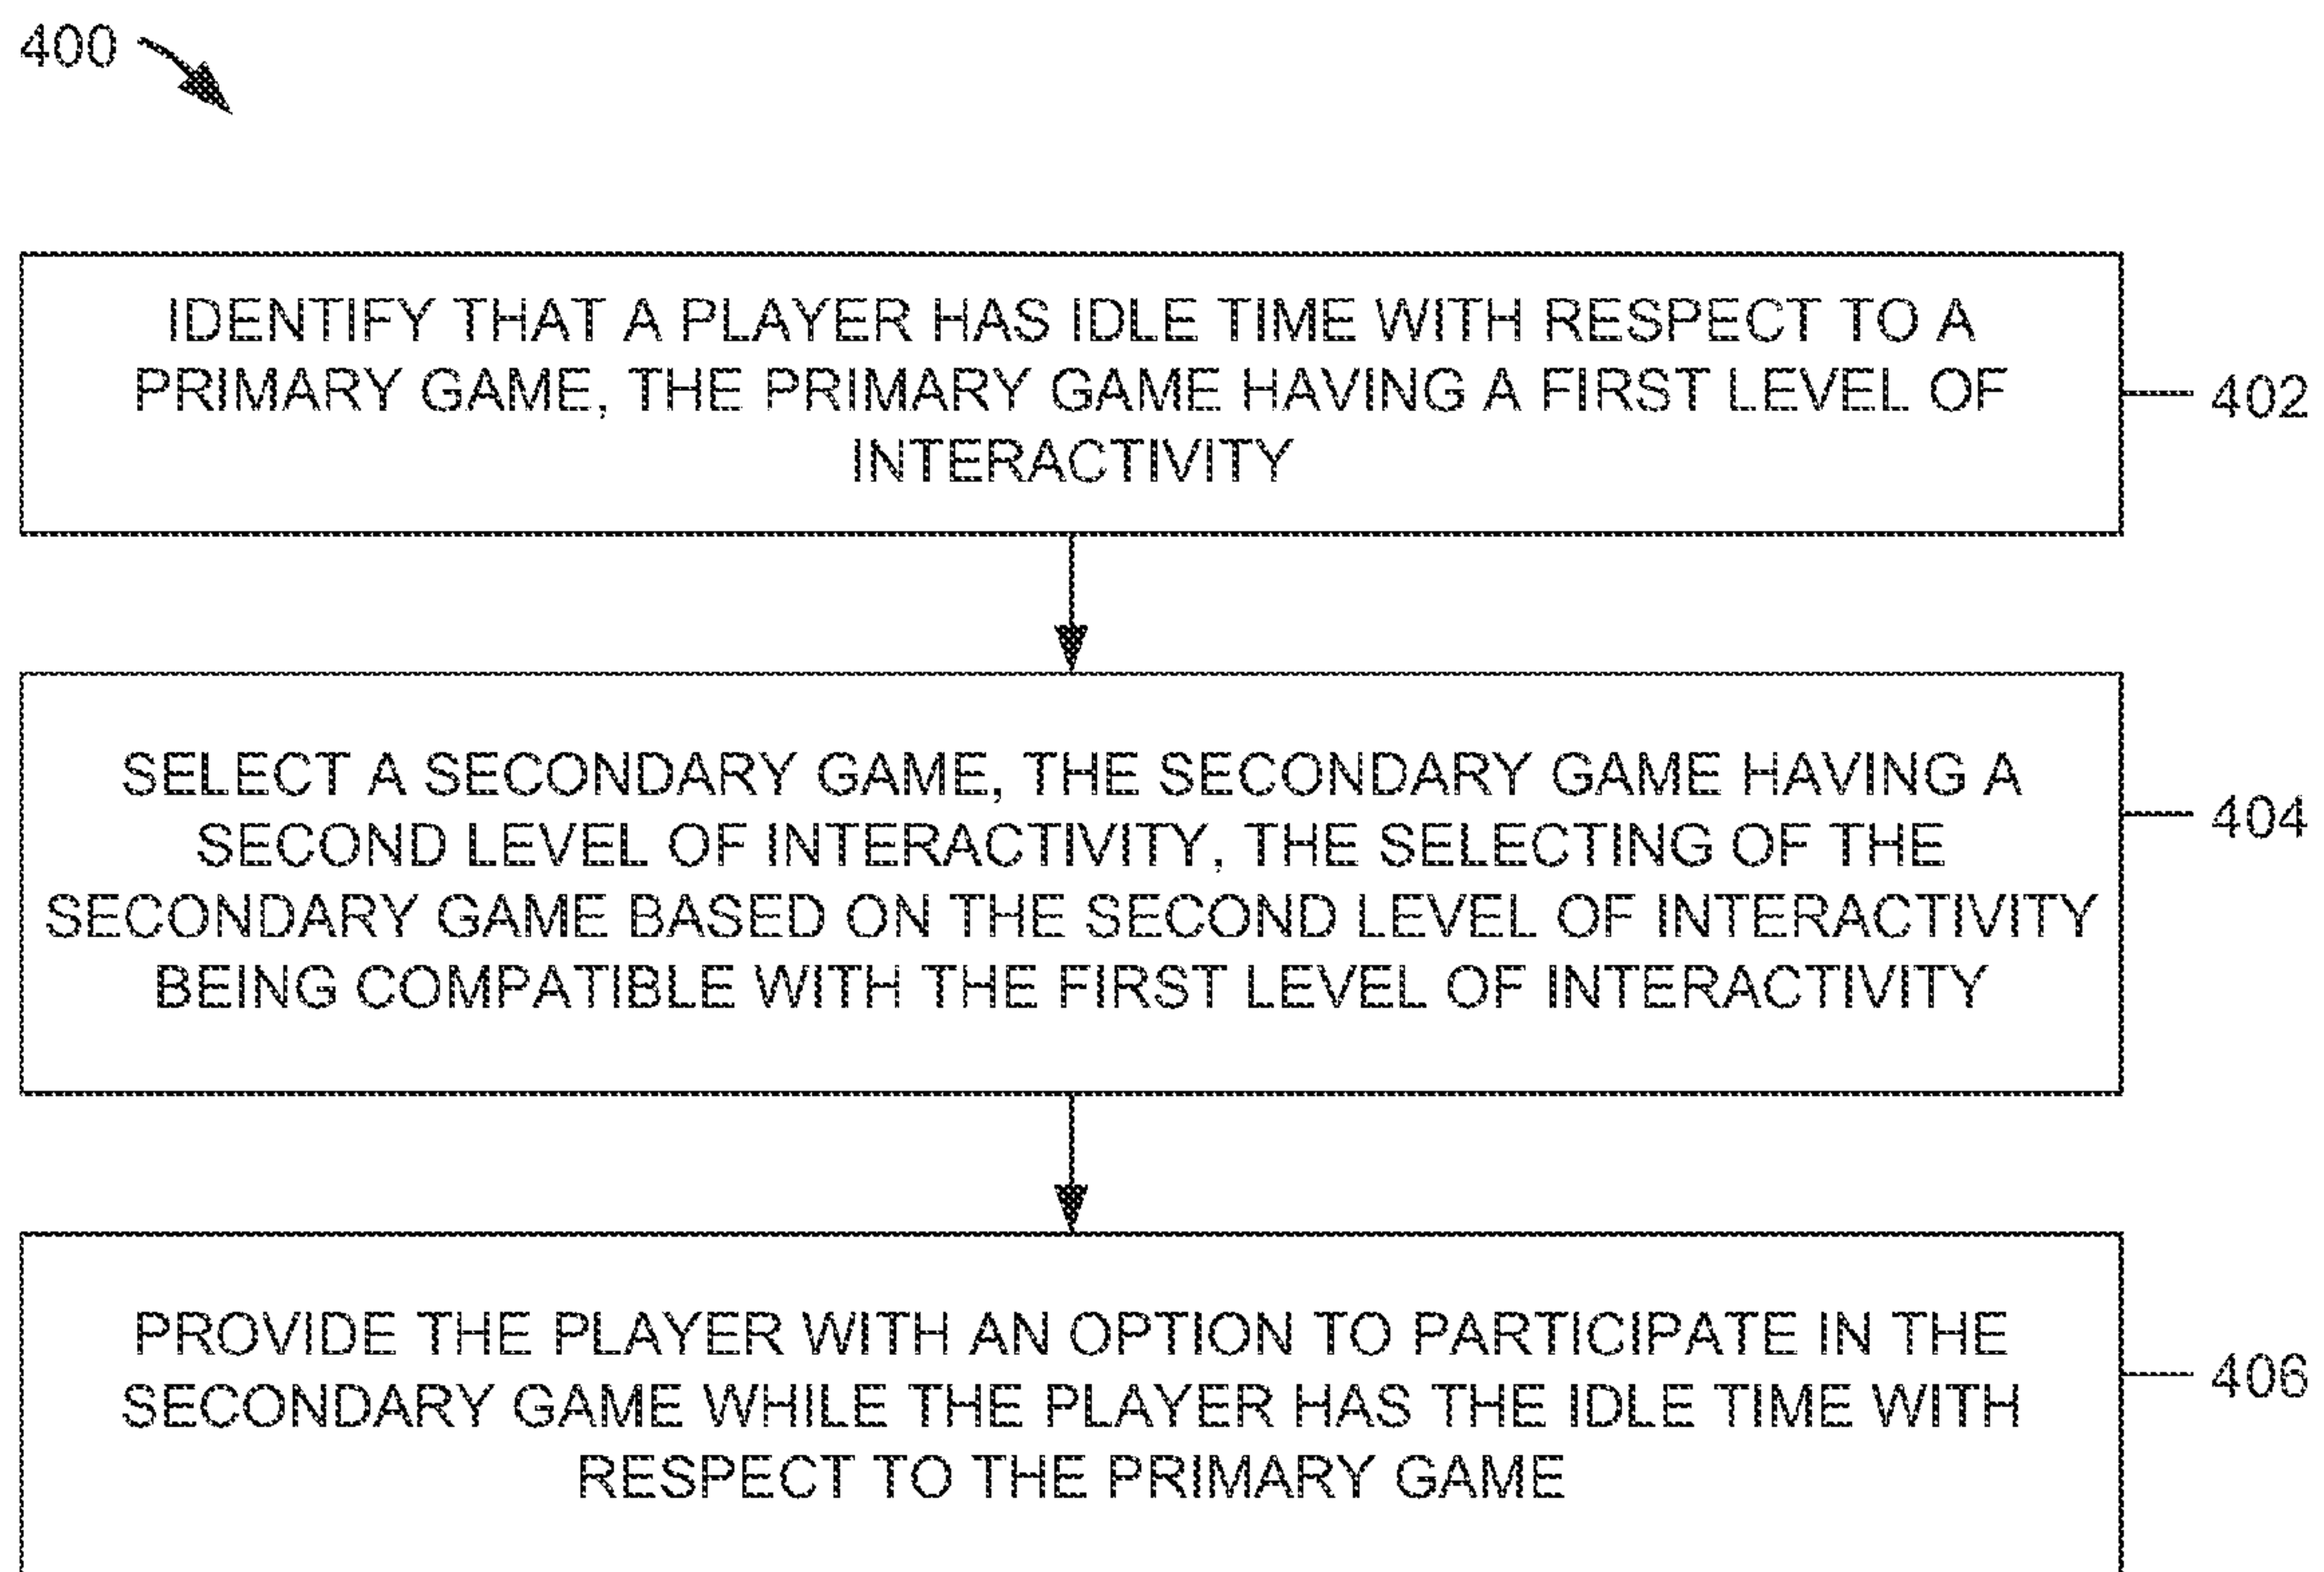 400
IDENTIFY THAT A PLAYER HAS IDLE TIME WITH RESPECT TO A
PRIMARY GAME, THE PRIMARY GAME HAVING A FIRST LEVEL OF
INTERACTIVITY
402
SELECT A SECONDARY GAME, THE SECONDARY GAME HAVING A
SECOND LEVEL OF INTERACTIVITY, THE SELECTING OF THE
SECONDARY GAME BASED ON THE SECOND LEVEL OF INTERACTIVITY
BEING COMPATIBLE WITH THE FIRST LEVEL OF INTERACTIVITY
404
PROVIDE THE PLAYER WITH AN OPTION TO PARTICIPATE IN THE
SECONDARY GAME WHILE THE PLAYER HAS THE IDLE TIME WITH
RESPECT TO THE PRIMARY GAME
406